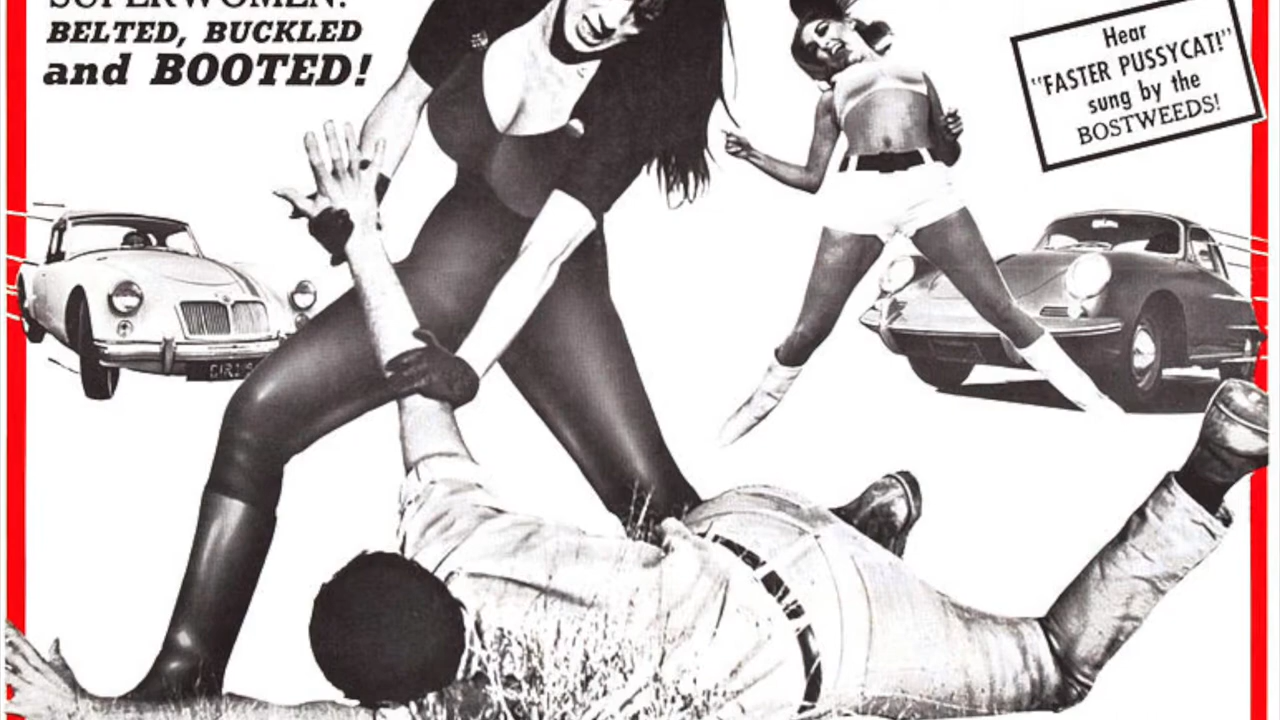 SUPERWOMEN!
BELTED, BUCKLED
and BOOTED!
Hear
"FASTER PUSSYCAT!"
sung by the
BOSTWEEDS!